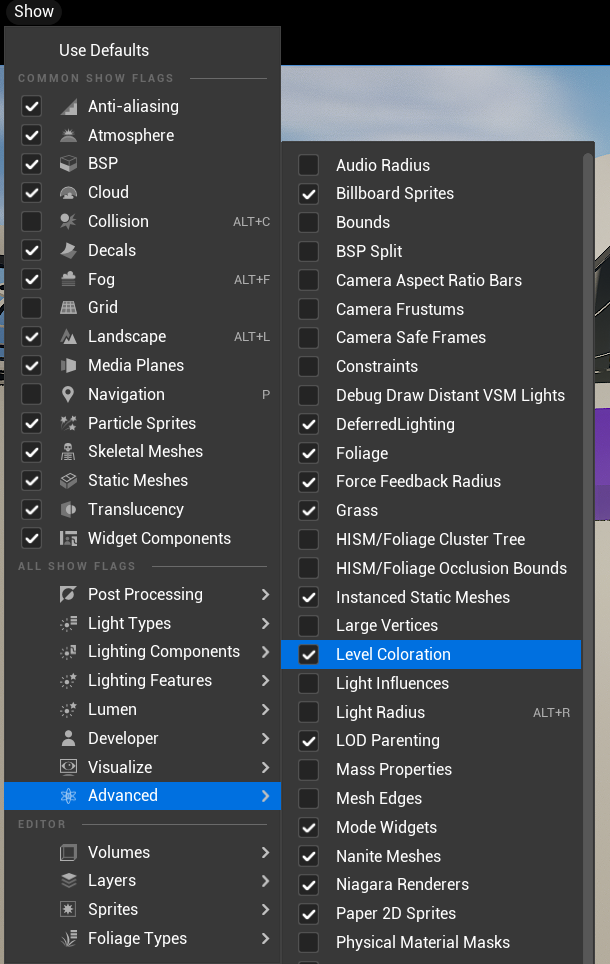 Show
Use Defaults
COMMON SHOW FLAGS
Anti-aliasing
Atmosphere
BSP
Cloud
Collision ALT+C
Decals
Fog ALT+F
Grid
Landscape ALT+L
Media Planes
Navigation P
Particle Sprites
Skeletal Meshes
Static Meshes
Translucency
Widget Components
ALL SHOW FLAGS
Post Processing
Light Types
Lighting Components
Lighting Features
Lumen
Developer
Visualize
Advanced
EDITOR
Volumes
Layers
Sprites
Foliage Types
Audio Radius
Billboard Sprites
Bounds
BSP Split
Camera Aspect Ratio Bars
Camera Frustums
Camera Safe Frames
Constraints
Debug Draw Distant VSM Lights
DeferredLighting
Foliage
Force Feedback Radius
Grass
HISM/Foliage Cluster Tree
HISM/Foliage Occlusion Bounds
Instanced Static Meshes
Large Vertices
Level Coloration
Light Influences
Light Radius ALT+R
LOD Parenting
Mass Properties
Mesh Edges
Mode Widgets
Nanite Meshes
Niagara Renderers
Paper 2D Sprites
Physical Material Masks